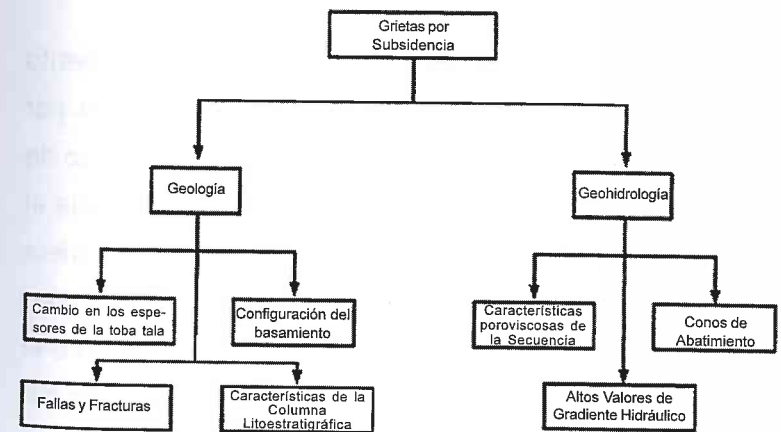 Grietas por
Subsidencia
Geología
Geohidrología
Cambio en los espe-
sores de la toba tala
Configuración del
basamiento
Características
poroviscosas de
la Secuencia
Conos de
Abatimiento
Fallas y Fracturas
Características de la
Columna
Litoestratigráfica
Altos Valores de
Gradiente Hidráulico